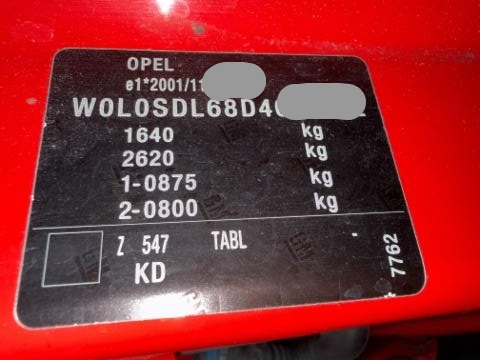 OPEL
e1*2001/11
W0L0SDL68D4
1640 kg
2620 kg
1-0875 kg
2-0800 kg
Z 547 TABL -
KD
7762